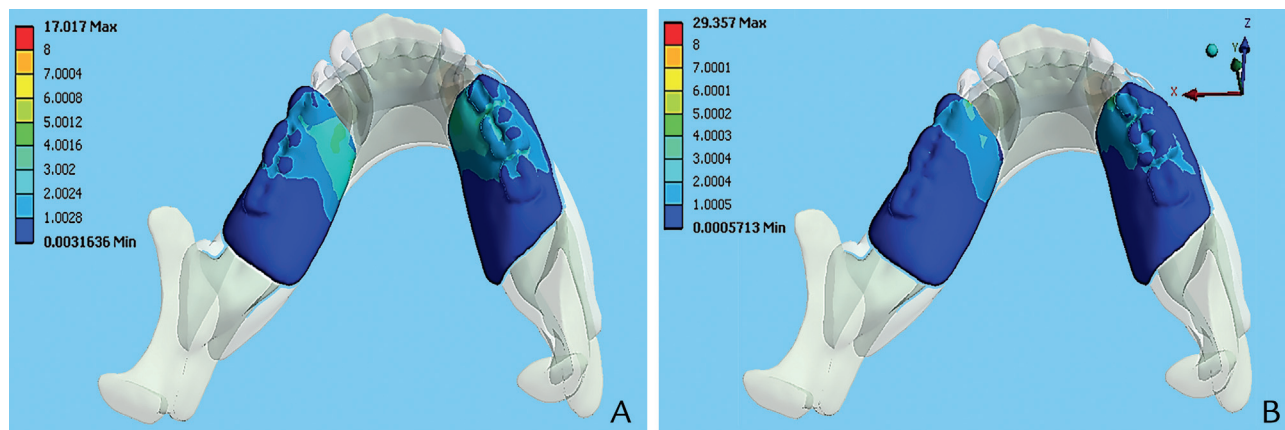 17.017 Max
8
7.0004
6.0008
5.0012
4.0016
3.002
2.0024
1.0028
0.0031636 Min
A
29.357 Max
8
7.0001
6.0001
5.0002
4.0003
3.0004
2.0004
1.0005
0.0005713 Min
Z
Y
X
B